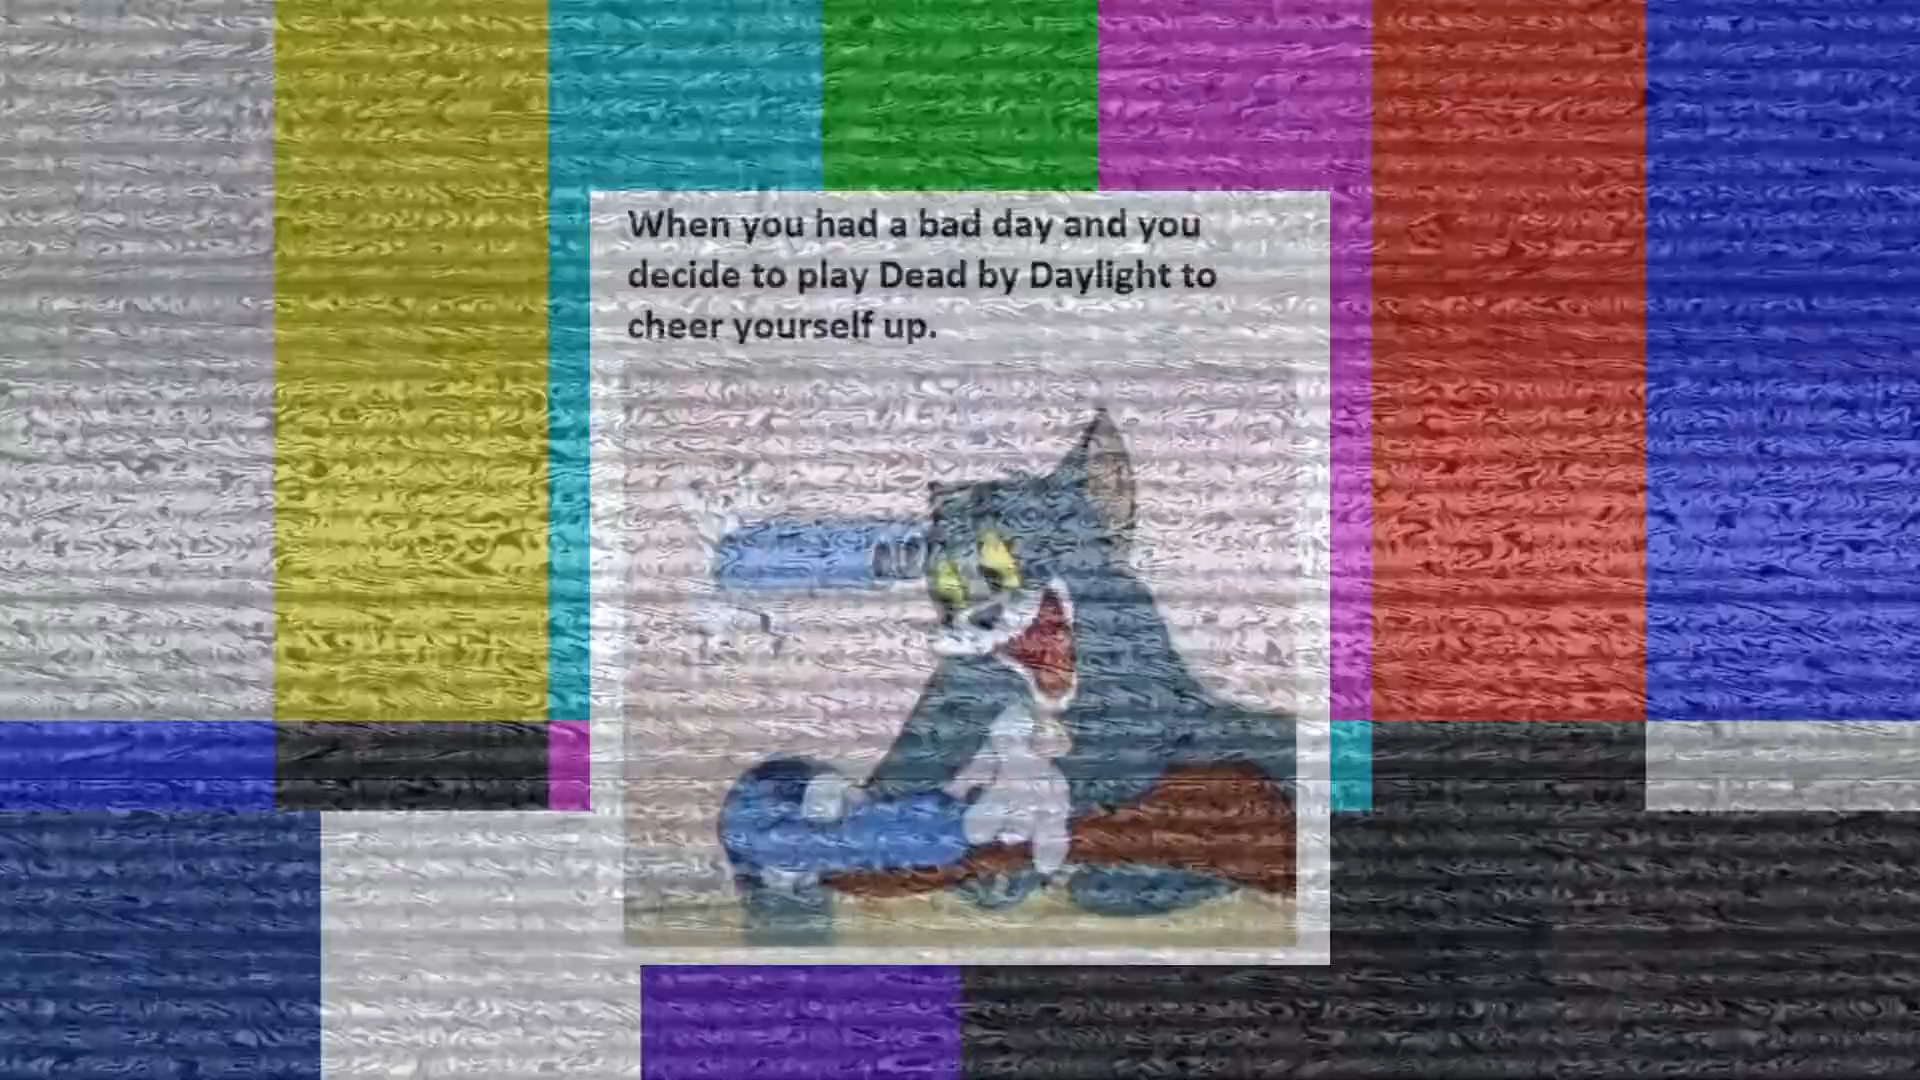 When you had a bad day and you
decide to play Dead by Daylight to
cheer yourself up.